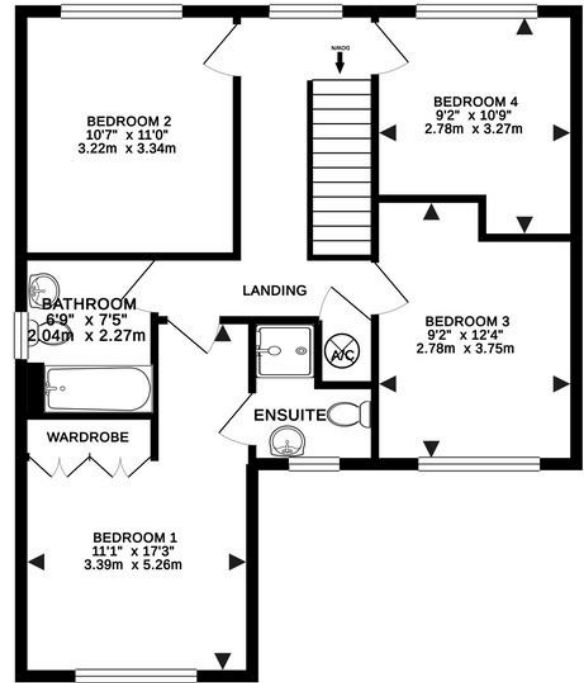 BEDROOM 2
10'7" x 11'0"
3.22m x 3.34m
DOWN
BEDROOM 4
9'2" x 10'9"
2.78m x 3.27m
LANDING
BATHROOM
6'9" x 7'5"
2.04m x 2.27m
A/C
BEDROOM 3
9'2" x 12'4"
2.78m x 3.75m
ENSUITE
WARDROBE
BEDROOM 1
11'1" x 17'3"
3.39m x 5.26m